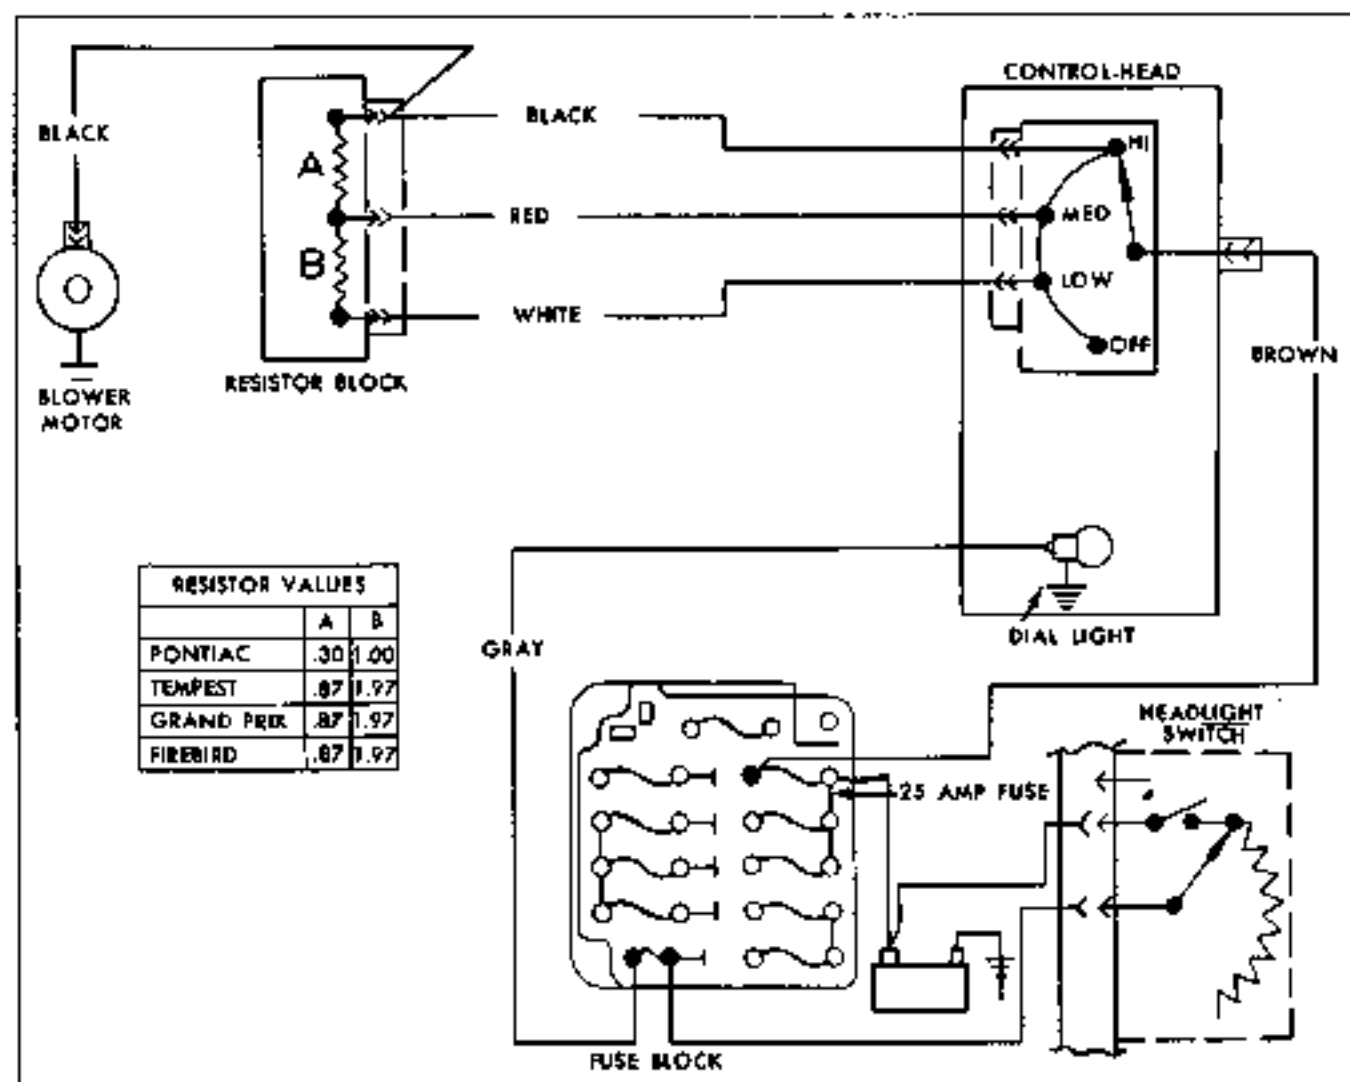 CONTROL-HEAD
BLACK
BLACK
HI
A
RED
MED
B
LOW
WHITE
OFF
BROWN
RESISTOR BLOCK
BLOWER
MOTOR
RESISTOR VALUES
A B
PONTIAC .30 1.00
TEMPEST .87 1.97
GRAND PRIX .87 1.97
FIREBIRD .87 1.97
GRAY
DIAL LIGHT
HEADLIGHT
SWITCH
25 AMP FUSE
FUSE BLOCK